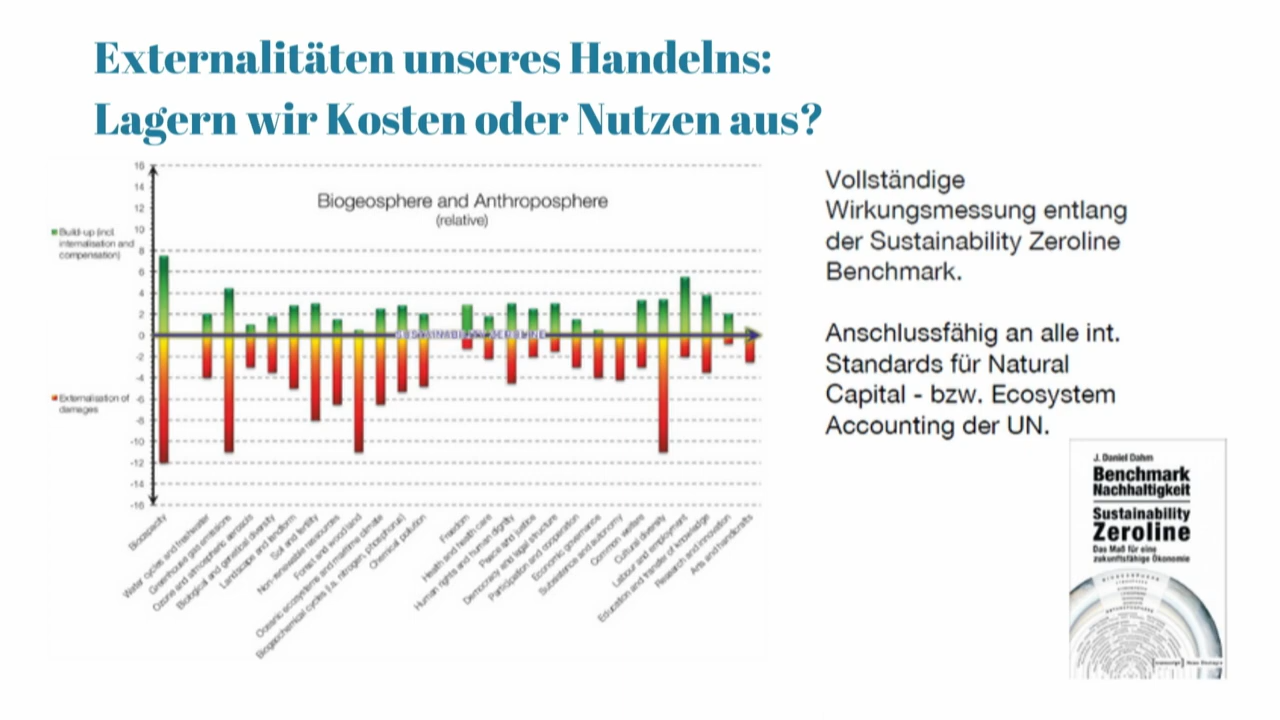 Externalitäten unseres Handelns:
Lagern wir Kosten oder Nutzen aus?
Biogeosphere and Anthroposphere
(relative)
16
14
12
10
8
6
4
2
0
-2
-4
-6
-8
-10
-12
-14
-16
Build-up (incl.
internalisation and
compensation)
Externalisation of
damages
SUSTAINABILITY ZEROLINE
Biocapacity
Water cycles and freshwater
Greenhouse gas emissions
Ozone and atmospheric aerosols
Biological and genetical diversity
Landscape and landform
Soil and fertility
Non-renewable resources
Forest and woodland
Oceanic ecosystems and maritime climate
Biogeochemical cycles (i.s. nitrogen, phosphorus)
Chemical pollution
Freedom
Health and health care
Human rights and human dignity
Peace and justice
Democracy and legal structure
Participation and cooperation
Economic governance
Subsistence and autonomy
Common welfare
Cultural diversity
Labour and employment
Education and transfer of knowledge
Research and innovation
Arts and handicrafts
Vollständige
Wirkungsmessung entlang
der Sustainability Zeroline
Benchmark.
Anschlussfähig an alle int.
Standards für Natural
Capital - bzw. Ecosystem
Accounting der UN.
J. Daniel Dahm
Benchmark
Nachhaltigkeit
Sustainability
Zeroline
Das Maß für eine
zukunftsfähige Ökonomie